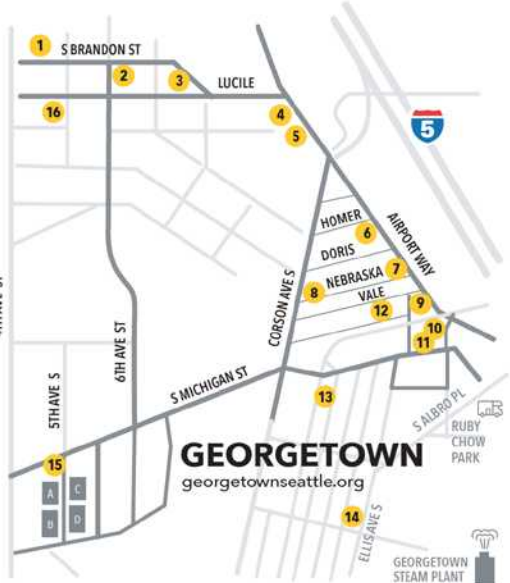 1
S BRANDON ST
2
3
LUCILE
16
4
5
5
HOMER
6
AIRPORT WAY
DORIS
NEBRASKA
7
8
VALE
9
12
10
11
CORSON AVE S
6TH AVE ST
5TH AVE S
S MICHIGAN ST
13
S ALBRO PL
RUBY
CHOW
PARK
15
A
C
B
D
GEORGETOWN
georgetownseattle.org
14
ELLIS AVE S
GEORGETOWN
STEAM PLANT